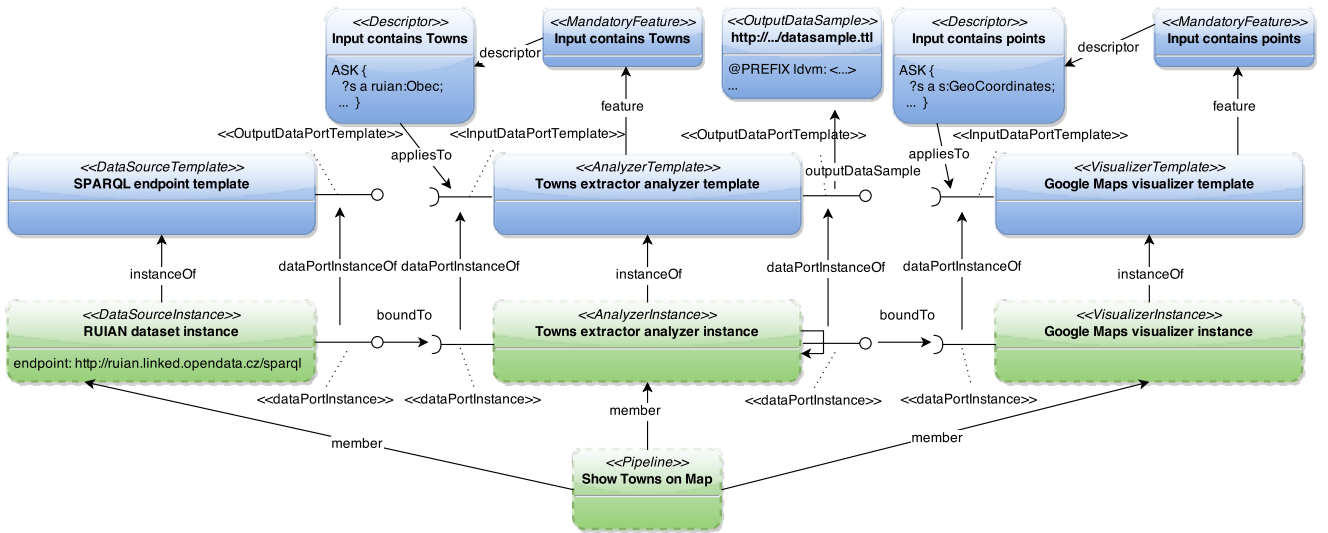 <<Descriptor>>
Input contains Towns
ASK {
?s a ruian:Obec;
... }
<<MandatoryFeature>>
Input contains Towns
<<OutputDataSample>>
http://.../datasample.ttl
@PREFIX ldvm: <...>
...
<<Descriptor>>
Input contains points
ASK {
?s a s:GeoCoordinates;
... }
<<MandatoryFeature>>
Input contains points
descriptor
descriptor
feature
feature
<<OutputDataPortTemplate>>
<<InputDataPortTemplate>>
<<OutputDataPortTemplate>>
<<InputDataPortTemplate>>
appliesTo
appliesTo
outputDataSample
<<DataSourceTemplate>>
SPARQL endpoint template
<<AnalyzerTemplate>>
Towns extractor analyzer template
<<VisualizerTemplate>>
Google Maps visualizer template
instanceOf
dataPortInstanceOf
dataPortInstanceOf
instanceOf
dataPortInstanceOf
dataPortInstanceOf
instanceOf
<<DataSourceInstance>>
RUIAN dataset instance
endpoint: http://ruian.linked.opendata.cz/sparql
boundTo
<<AnalyzerInstance>>
Towns extractor analyzer instance
boundTo
<<VisualizerInstance>>
Google Maps visualizer instance
<<dataPortInstance>>
<<dataPortInstance>>
<<dataPortInstance>>
<<dataPortInstance>>
member
member
member
<<Pipeline>>
Show Towns on Map